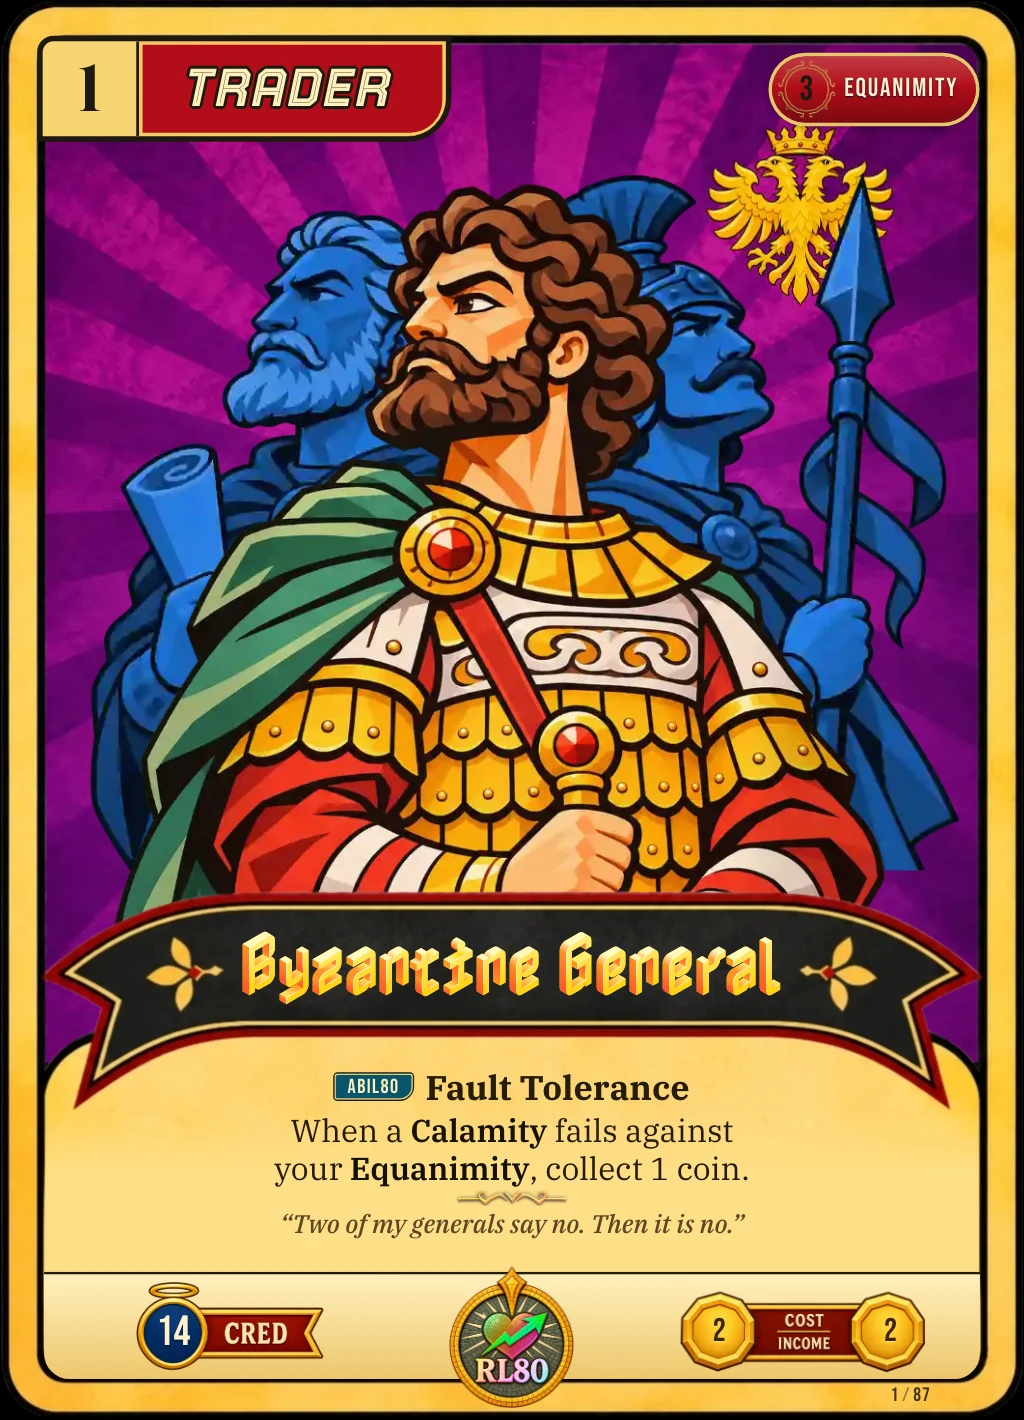 1
TRADER
3
EQUANIMITY
Byzantine General
ABIL80 Fault Tolerance
When a Calamity fails against
your Equanimity, collect 1 coin.
“Two of my generals say no. Then it is no.”
14
CRED
RL80
2
COST
INCOME
2
1 / 87